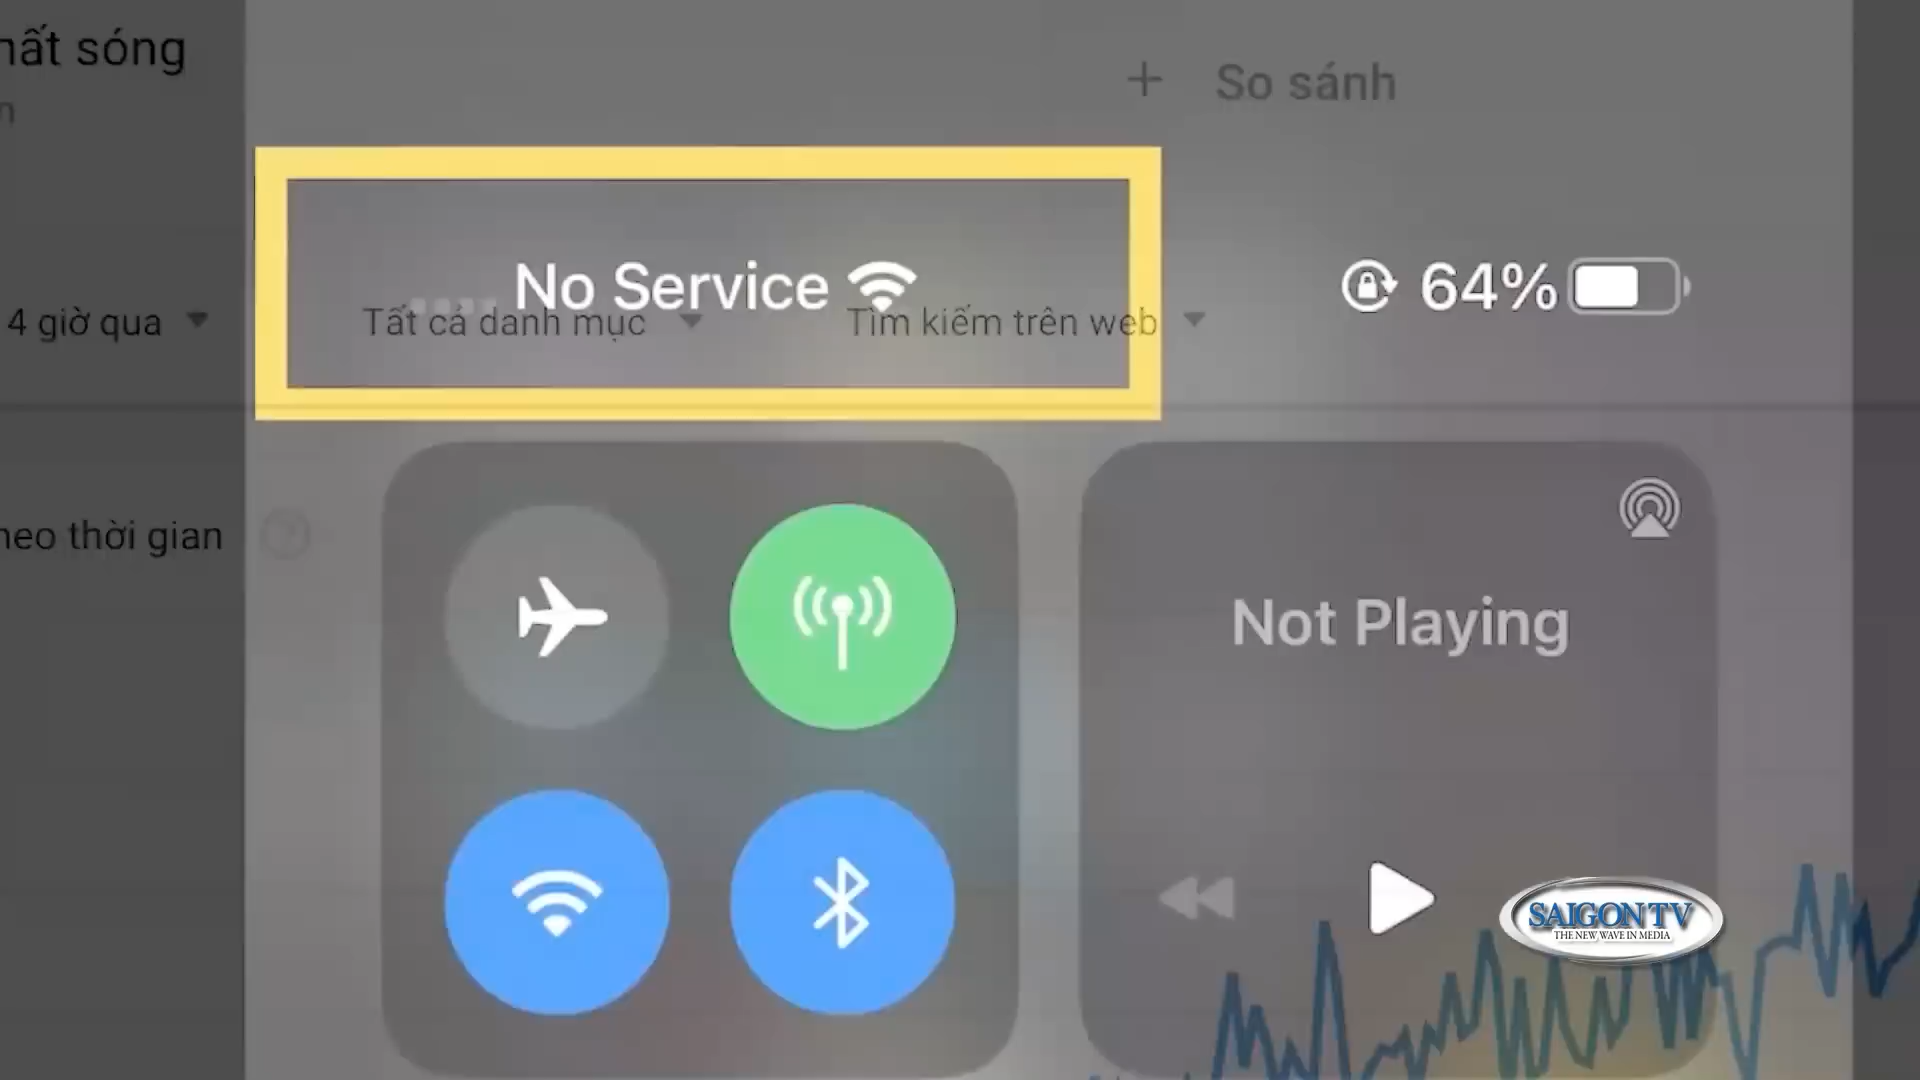 hất sóng
n
+ So sánh
No Service
64%
4 giờ qua
Tất cả danh mục
Tìm kiếm trên web
heo thời gian
Not Playing
SAIGON TV
THE NEW WAVE IN MEDIA